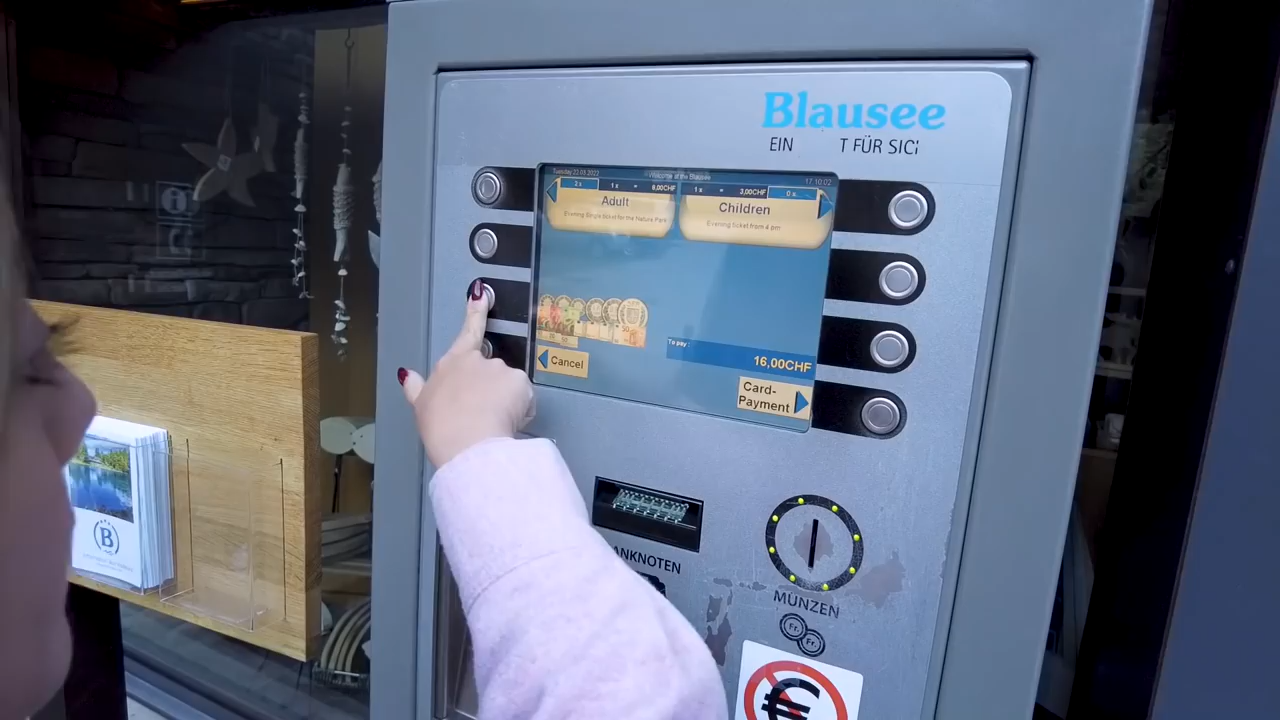 Blausee
EIN T FÜR SIC
Tuesday 22.03.2022 Welcome at the Blausee 17:10:02
2 x 1 x = 8,00CHF 1 x = 3,00CHF 0 x
Adult
Evening Single ticket for the Nature Park
Children
Evening ticket from 4 pm
To pay:
16,00CHF
Cancel
Card-
Payment
ANKNOTEN
MÜNZEN
Fr. Fr.
€
B
i